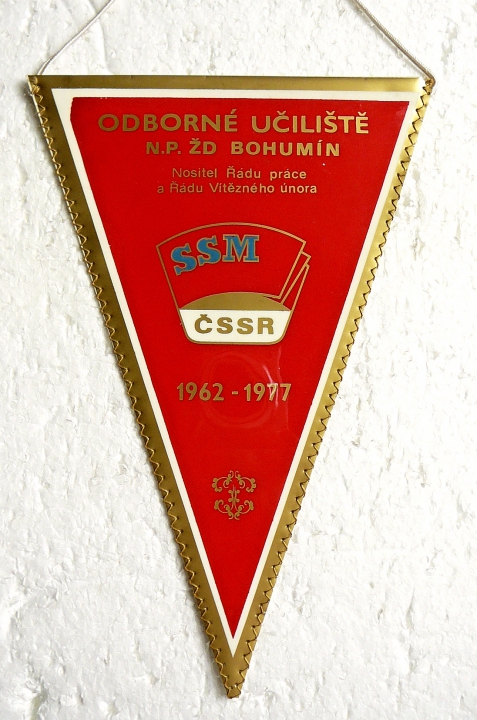 ODBORNÉ UČILIŠTĚ
N.P. ŽD BOHUMÍN
Nositel Řádu práce
a Řádu Vítězného února
SSM
ČSSR
1962 - 1977